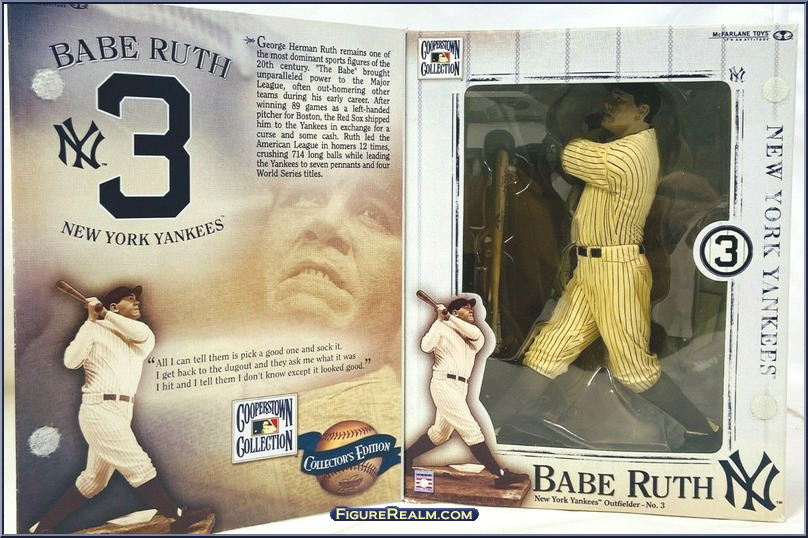 BABE RUTH
3
NY
NEW YORK YANKEES™
George Herman Ruth remains one of
the most dominant sports figures of the
20th century. "The Babe" brought
unparalleled power to the Major
League, often out-homering other
teams during his early career. After
winning 89 games as a left-handed
pitcher for Boston, the Red Sox shipped
him to the Yankees in exchange for a
curse and some cash. Ruth led the
American League in homers 12 times,
crushing 714 long balls while leading
the Yankees to seven pennants and four
World Series titles.
"All I can tell them is pick a good one and sock it.
I get back to the dugout and they ask me what it was
I hit and I tell them I don't know except it looked good."
COOPERSTOWN
COLLECTION
COLLECTOR'S EDITION
COOPERSTOWN
COLLECTION
McFARLANE TOYS™
IT'S AN ATTITUDE
NY
NEW YORK YANKEES
3
BABE RUTH
New York Yankees™ Outfielder - No. 3
NY™
FIGUREREALM.COM